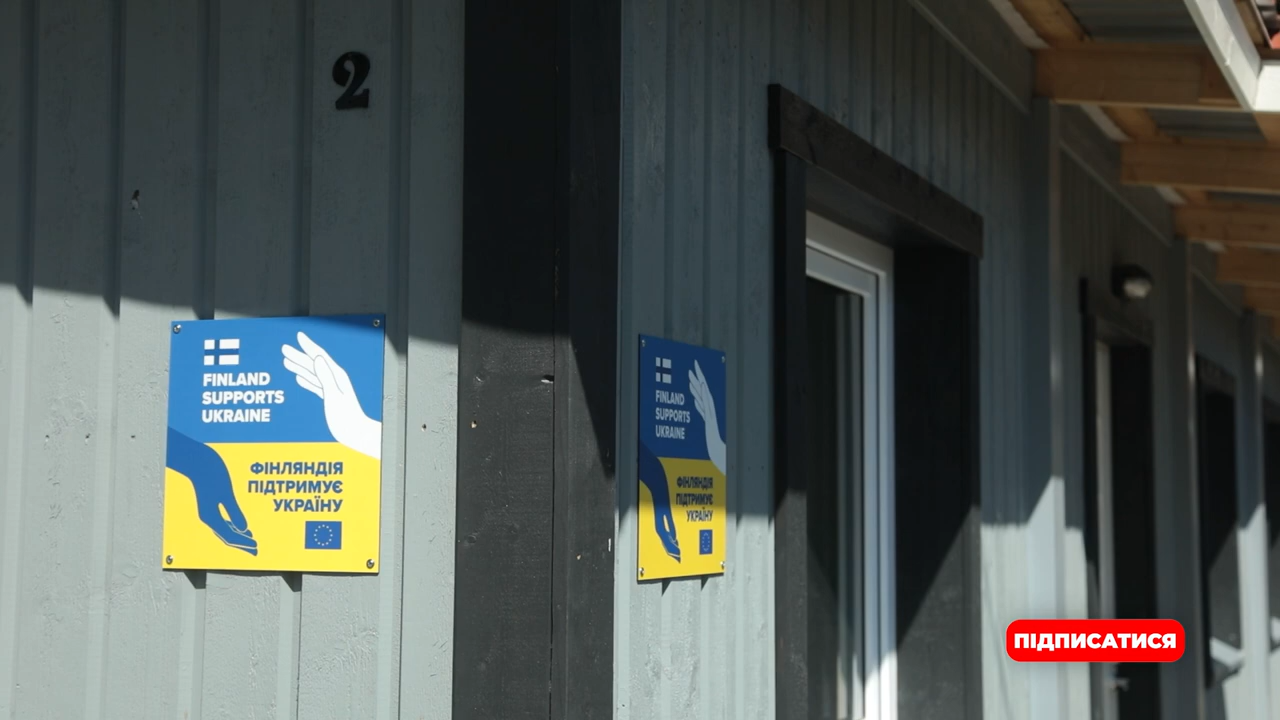 2
FINLAND
SUPPORTS
UKRAINE
ФІНЛЯНДІЯ
ПІДТРИМУЄ
УКРАЇНУ
FINLAND
SUPPORTS
UKRAINE
ФІНЛЯНДІЯ
ПІДТРИМУЄ
УКРАЇНУ
ПІДПИСАТИСЯ